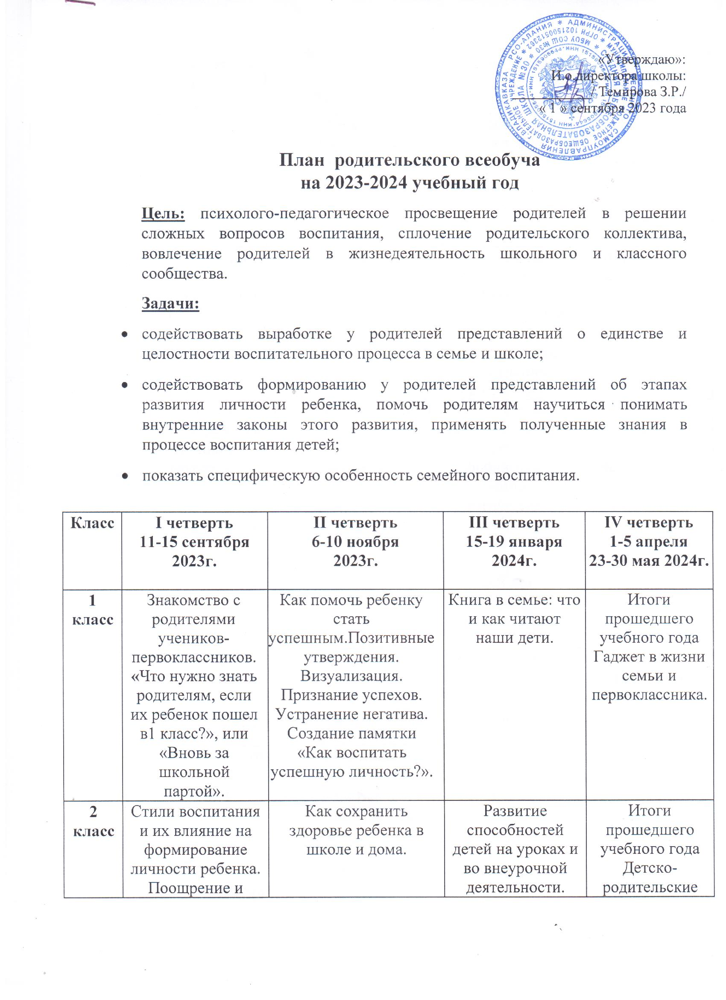 «Утверждаю»:
И.о.директора школы:
/ Темирова З.Р./
« 1 » сентября 2023 года
План родительского всеобуча
на 2023-2024 учебный год
Цель: психолого-педагогическое просвещение родителей в решении
сложных вопросов воспитания, сплочение родительского коллектива,
вовлечение родителей в жизнедеятельность школьного и классного
сообщества.
Задачи:
• содействовать выработке у родителей представлений о единстве и
целостности воспитательного процесса в семье и школе;
• содействовать формированию у родителей представлений об этапах
развития личности ребенка, помочь родителям научиться понимать
внутренние законы этого развития, применять полученные знания в
процессе воспитания детей;
• показать специфическую особенность семейного воспитания.
Класс
I четверть
11-15 сентября
2023г.
II четверть
6-10 ноября
2023г.
III четверть
15-19 января
2024г.
IV четверть
1-5 апреля
23-30 мая 2024г.
1
класс
Знакомство с
родителями
учеников-
первоклассников.
«Что нужно знать
родителям, если
их ребенок пошел
в1 класс?», или
«Вновь за
школьной
партой».
Как помочь ребенку
стать
успешным.Позитивные
утверждения.
Визуализация.
Признание успехов.
Устранение негатива.
Создание памятки
«Как воспитать
успешную личность?».
Книга в семье: что
и как читают
наши дети.
Итоги
прошедшего
учебного года
Гаджет в жизни
семьи и
первоклассника.
2
класс
Стили воспитания
и их влияние на
формирование
личности ребенка.
Поощрение и
Как сохранить
здоровье ребенка в
школе и дома.
Развитие
способностей
детей на уроках и
во внеурочной
деятельности.
Итоги
прошедшего
учебного года
Детско-
родительские